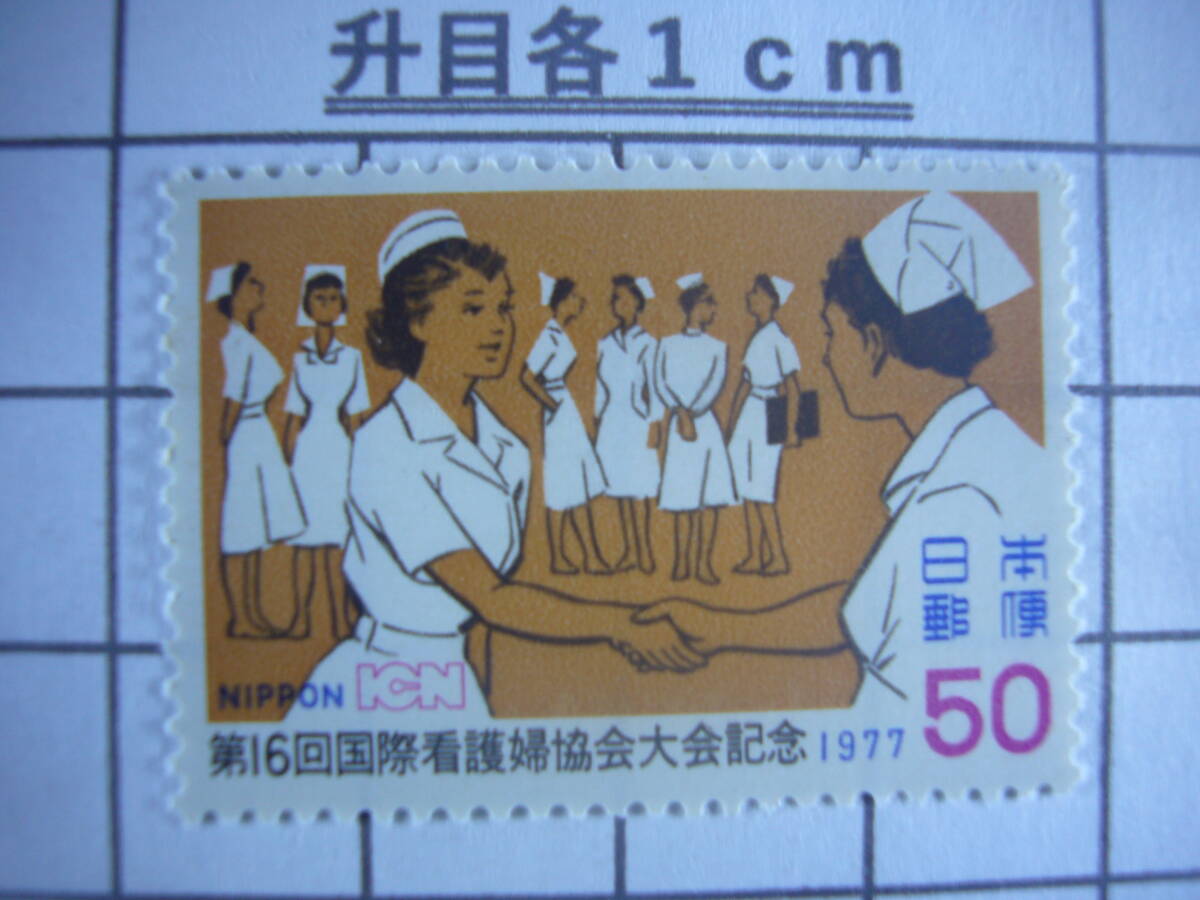 升目各1cm
日本
郵便
50
NIPPON ICN
第16回国際看護婦協会大会記念 1977